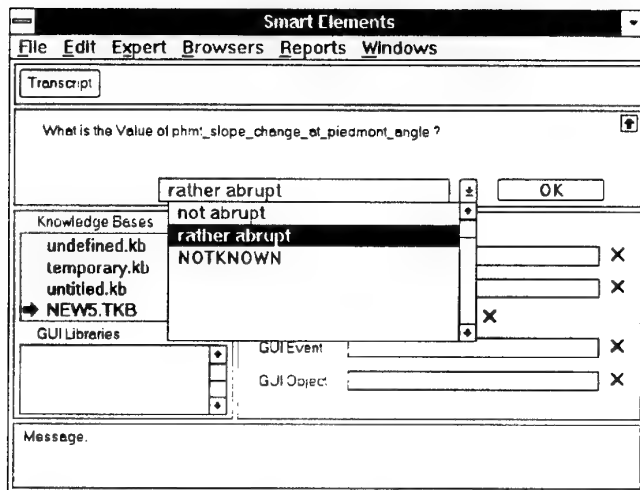 Smart Elements
File Edit Expert Browsers Reports Windows
Transcript
What is the Value of phmt_slope_change_at_piedmont_angle ?
rather abrupt
OK
not abrupt
rather abrupt
NOTKNOWN
Knowledge Bases
undefined.kb
temporary.kb
untitled.kb
NEW5.TKB
GUI Libraries
GUI Event
GUI Object
Message.